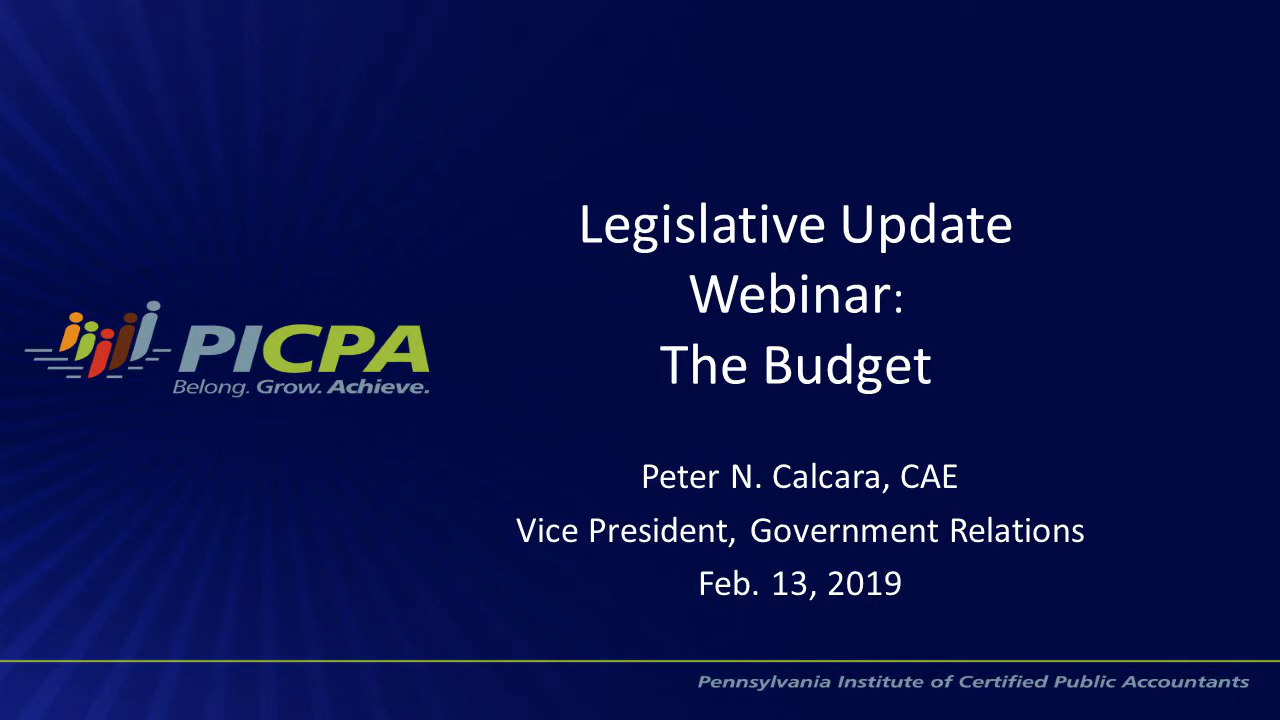 Legislative Update
Webinar:
The Budget
PICPA
Belong. Grow. Achieve.
Peter N. Calcara, CAE
Vice President, Government Relations
Feb. 13, 2019
Pennsylvania Institute of Certified Public Accountants